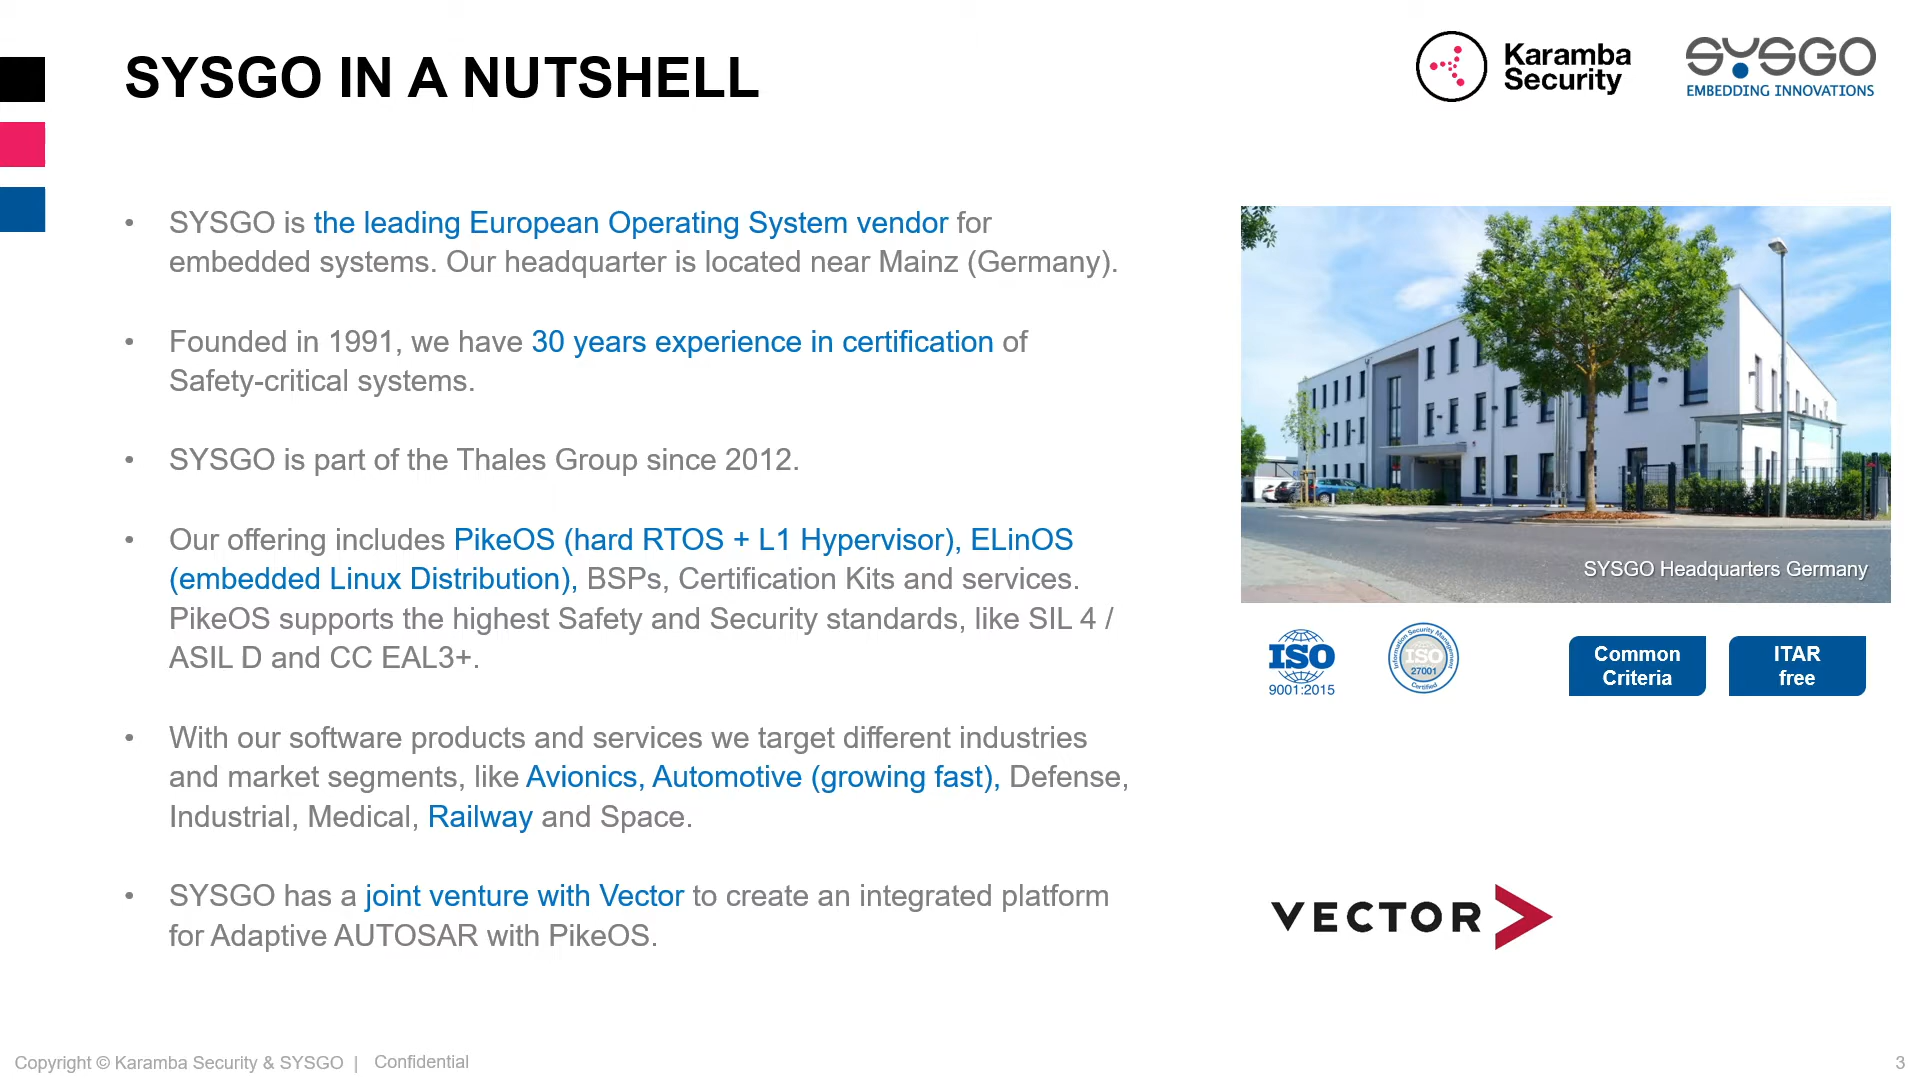 SYSGO IN A NUTSHELL
Karamba
Security
SYSGO
EMBEDDING INNOVATIONS
• SYSGO is the leading European Operating System vendor for
embedded systems. Our headquarter is located near Mainz (Germany).
• Founded in 1991, we have 30 years experience in certification of
Safety-critical systems.
• SYSGO is part of the Thales Group since 2012.
• Our offering includes PikeOS (hard RTOS + L1 Hypervisor), ELinOS
(embedded Linux Distribution), BSPs, Certification Kits and services.
PikeOS supports the highest Safety and Security standards, like SIL 4 /
ASIL D and CC EAL3+.
• With our software products and services we target different industries
and market segments, like Avionics, Automotive (growing fast), Defense,
Industrial, Medical, Railway and Space.
• SYSGO has a joint venture with Vector to create an integrated platform
for Adaptive AUTOSAR with PikeOS.
SYSGO Headquarters Germany
ISO
9001:2015
Information Security Management
ISO
27001
Certified
Common
Criteria
ITAR
free
VECTOR
Copyright © Karamba Security & SYSGO | Confidential
3